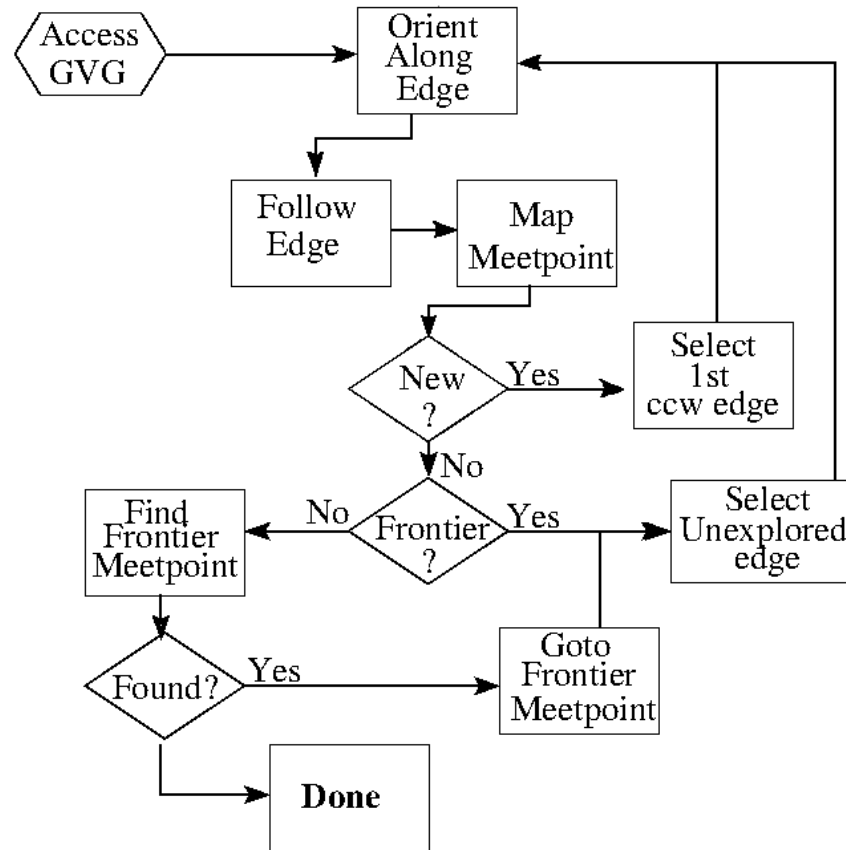 Access
GVG
Orient
Along
Edge
Follow
Edge
Map
Meetpoint
New
?
Yes
Select
1st
ccw edge
No
Frontier
?
No
Yes
Find
Frontier
Meetpoint
Select
Unexplored
edge
Found?
Yes
Goto
Frontier
Meetpoint
Done